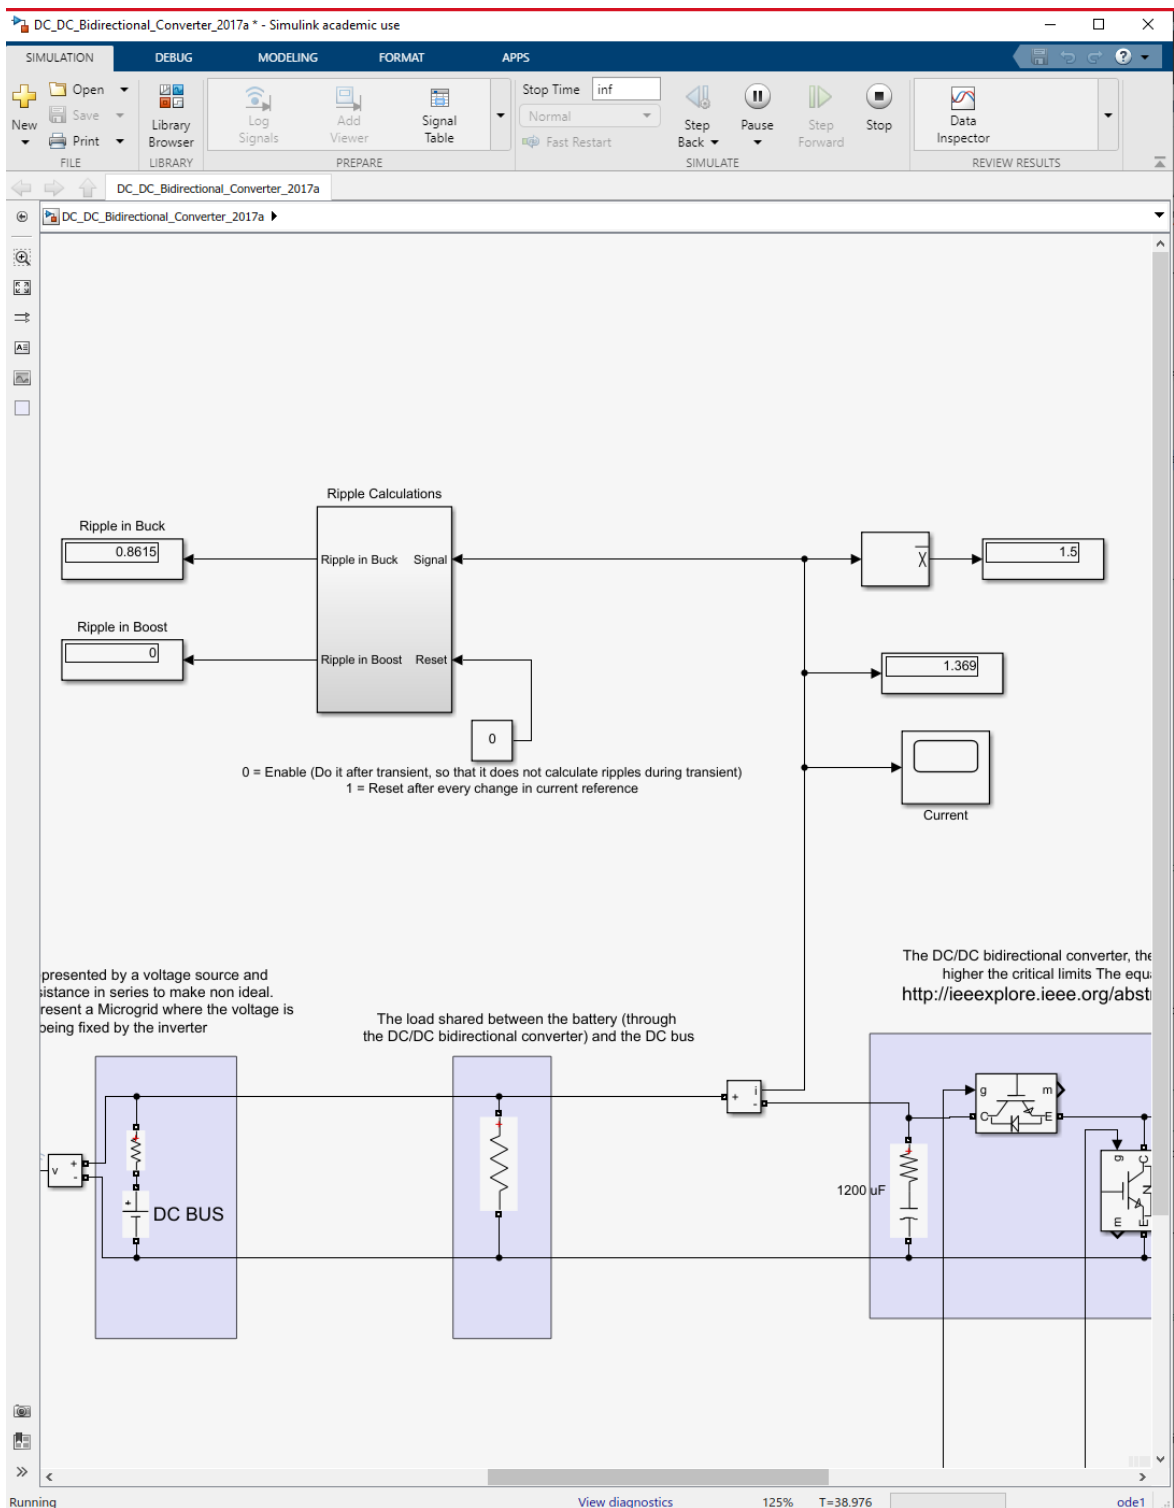 DC_DC_Bidirectional_Converter_2017a * - Simulink academic use
SIMULATION DEBUG MODELING FORMAT APPS
New
Open
Save
Print
FILE
Library
Browser
LIBRARY
Log
Signals
Add
Viewer
Signal
Table
PREPARE
Stop Time inf
Normal
Fast Restart
Step
Back
Pause
Step
Forward
Stop
SIMULATE
Data
Inspector
REVIEW RESULTS
DC_DC_Bidirectional_Converter_2017a
DC_DC_Bidirectional_Converter_2017a
Ripple Calculations
Ripple in Buck
0.8615
Ripple in Buck Signal
X
1.5
Ripple in Boost
0
Ripple in Boost Reset
1.369
0
0 = Enable (Do it after transient, so that it does not calculate ripples during transient)
1 = Reset after every change in current reference
Current
The DC/DC bidirectional converter, the
higher the critical limits The equa
http://ieeexplore.ieee.org/abstr
presented by a voltage source and
sistance in series to make non ideal.
resent a Microgrid where the voltage is
being fixed by the inverter
The load shared between the battery (through
the DC/DC bidirectional converter) and the DC bus
+ i
-
g m
C E
v + -
+
DC BUS
1200 uF
g C
m E
Running View diagnostics 125% T=38.976 ode1